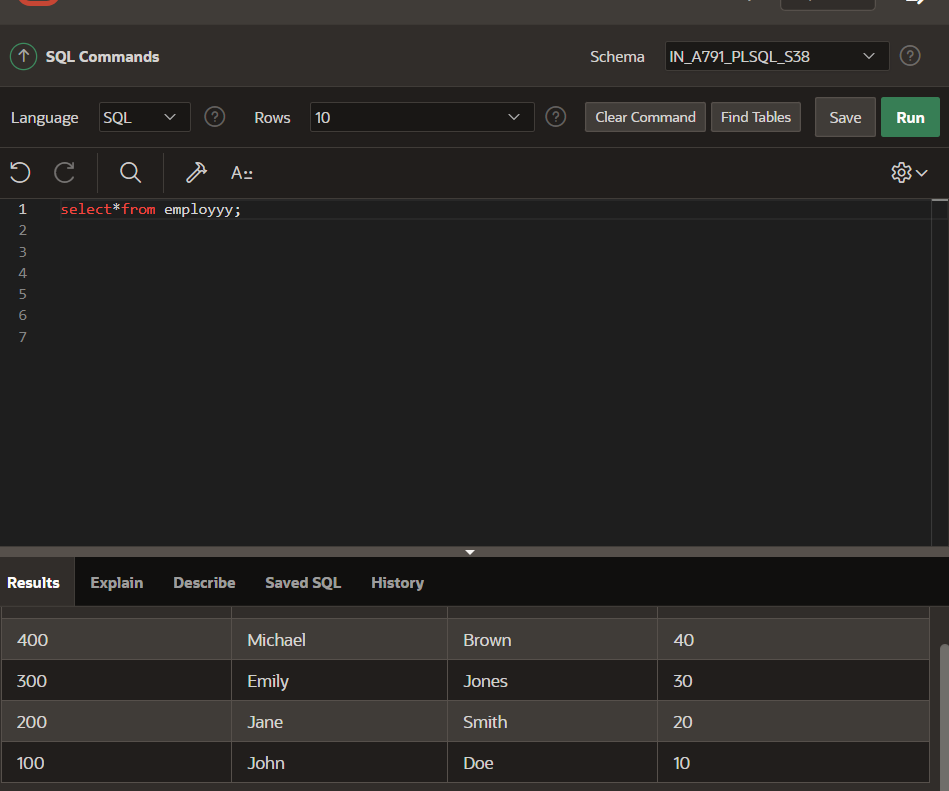 SQL Commands Schema IN_A791_PLSQL_S38 ?
Language SQL ? Rows 10 ? Clear Command Find Tables Save Run
A::
1 select*from employyy;
2
3
4
5
6
7
Results Explain Describe Saved SQL History
400 Michael Brown 40
300 Emily Jones 30
200 Jane Smith 20
100 John Doe 10